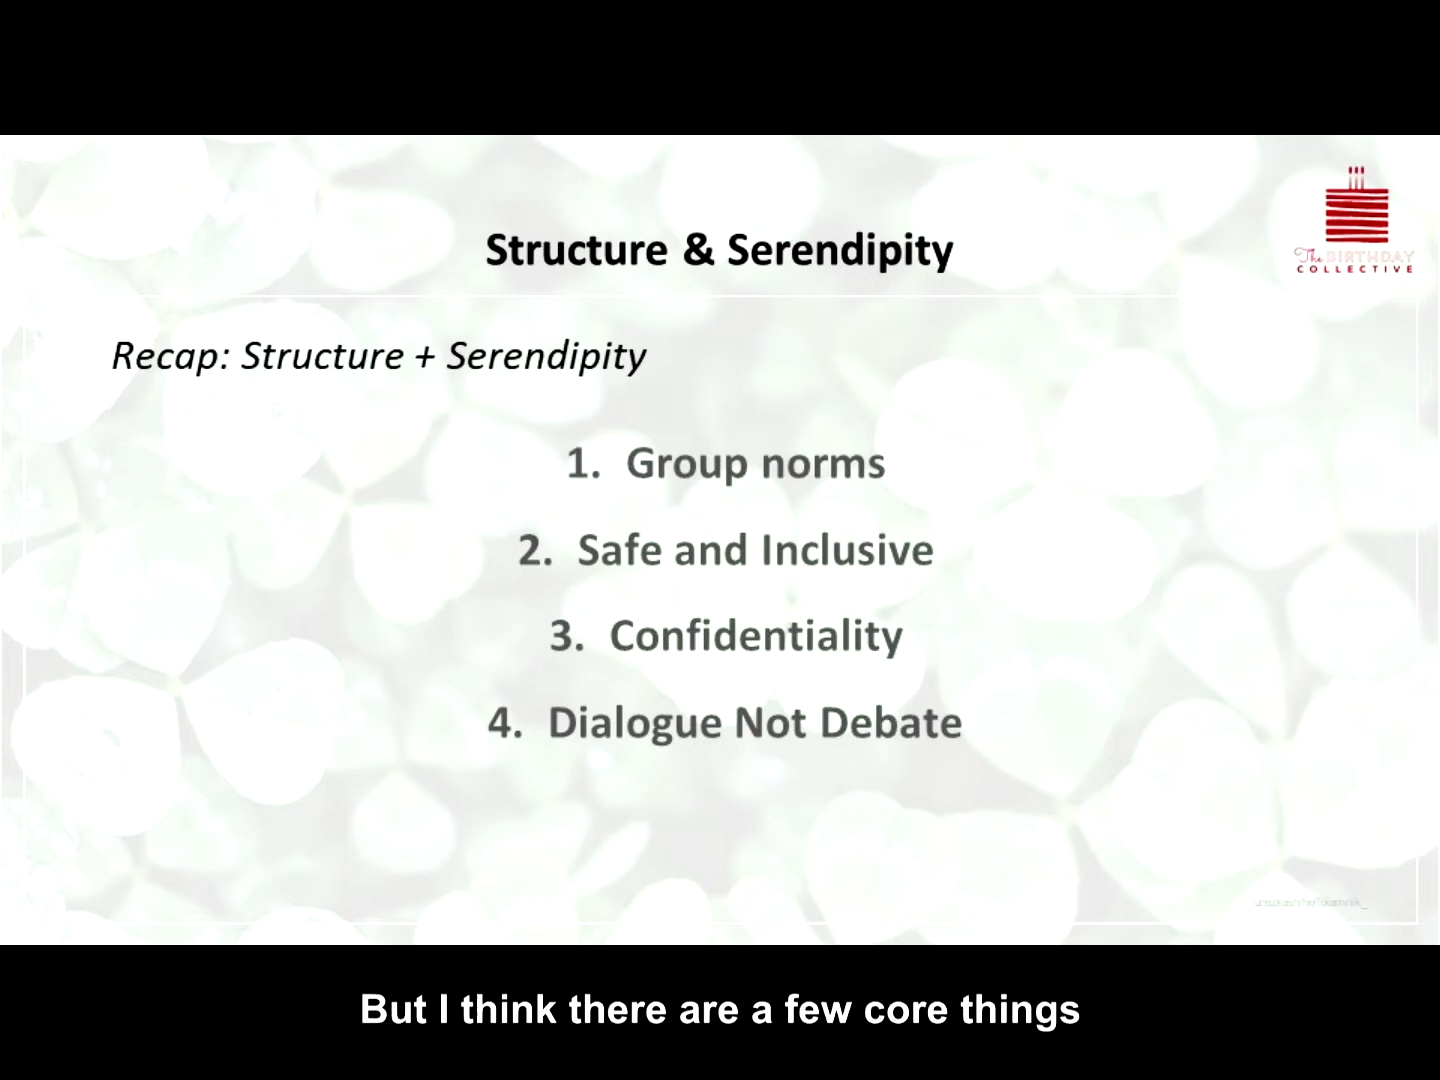 Structure & Serendipity
The BIRTHDAY
COLLECTIVE
Recap: Structure + Serendipity
1. Group norms
2. Safe and Inclusive
3. Confidentiality
4. Dialogue Not Debate
But I think there are a few core things